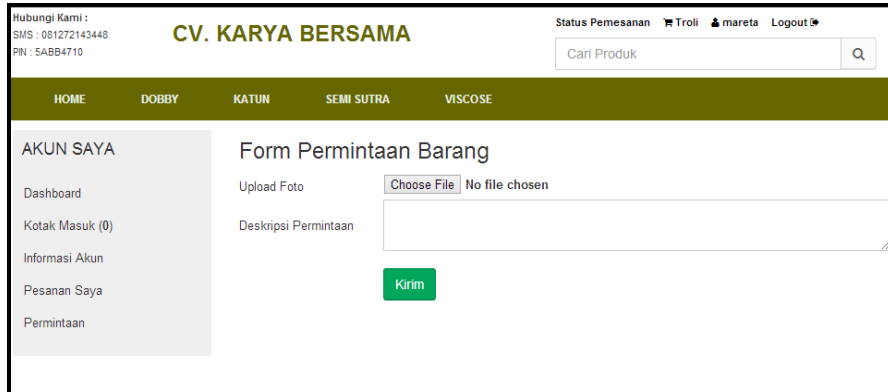 Hubungi Kami :
SMS : 081272143448
PIN : 5ABB4710
CV. KARYA BERSAMA
Status Pemesanan Troli mareta Logout
Cari Produk
HOME DOBBY KATUN SEMI SUTRA VISCOSE
AKUN SAYA
Dashboard
Kotak Masuk (0)
Informasi Akun
Pesanan Saya
Permintaan
Form Permintaan Barang
Upload Foto Choose File No file chosen
Deskripsi Permintaan
Kirim